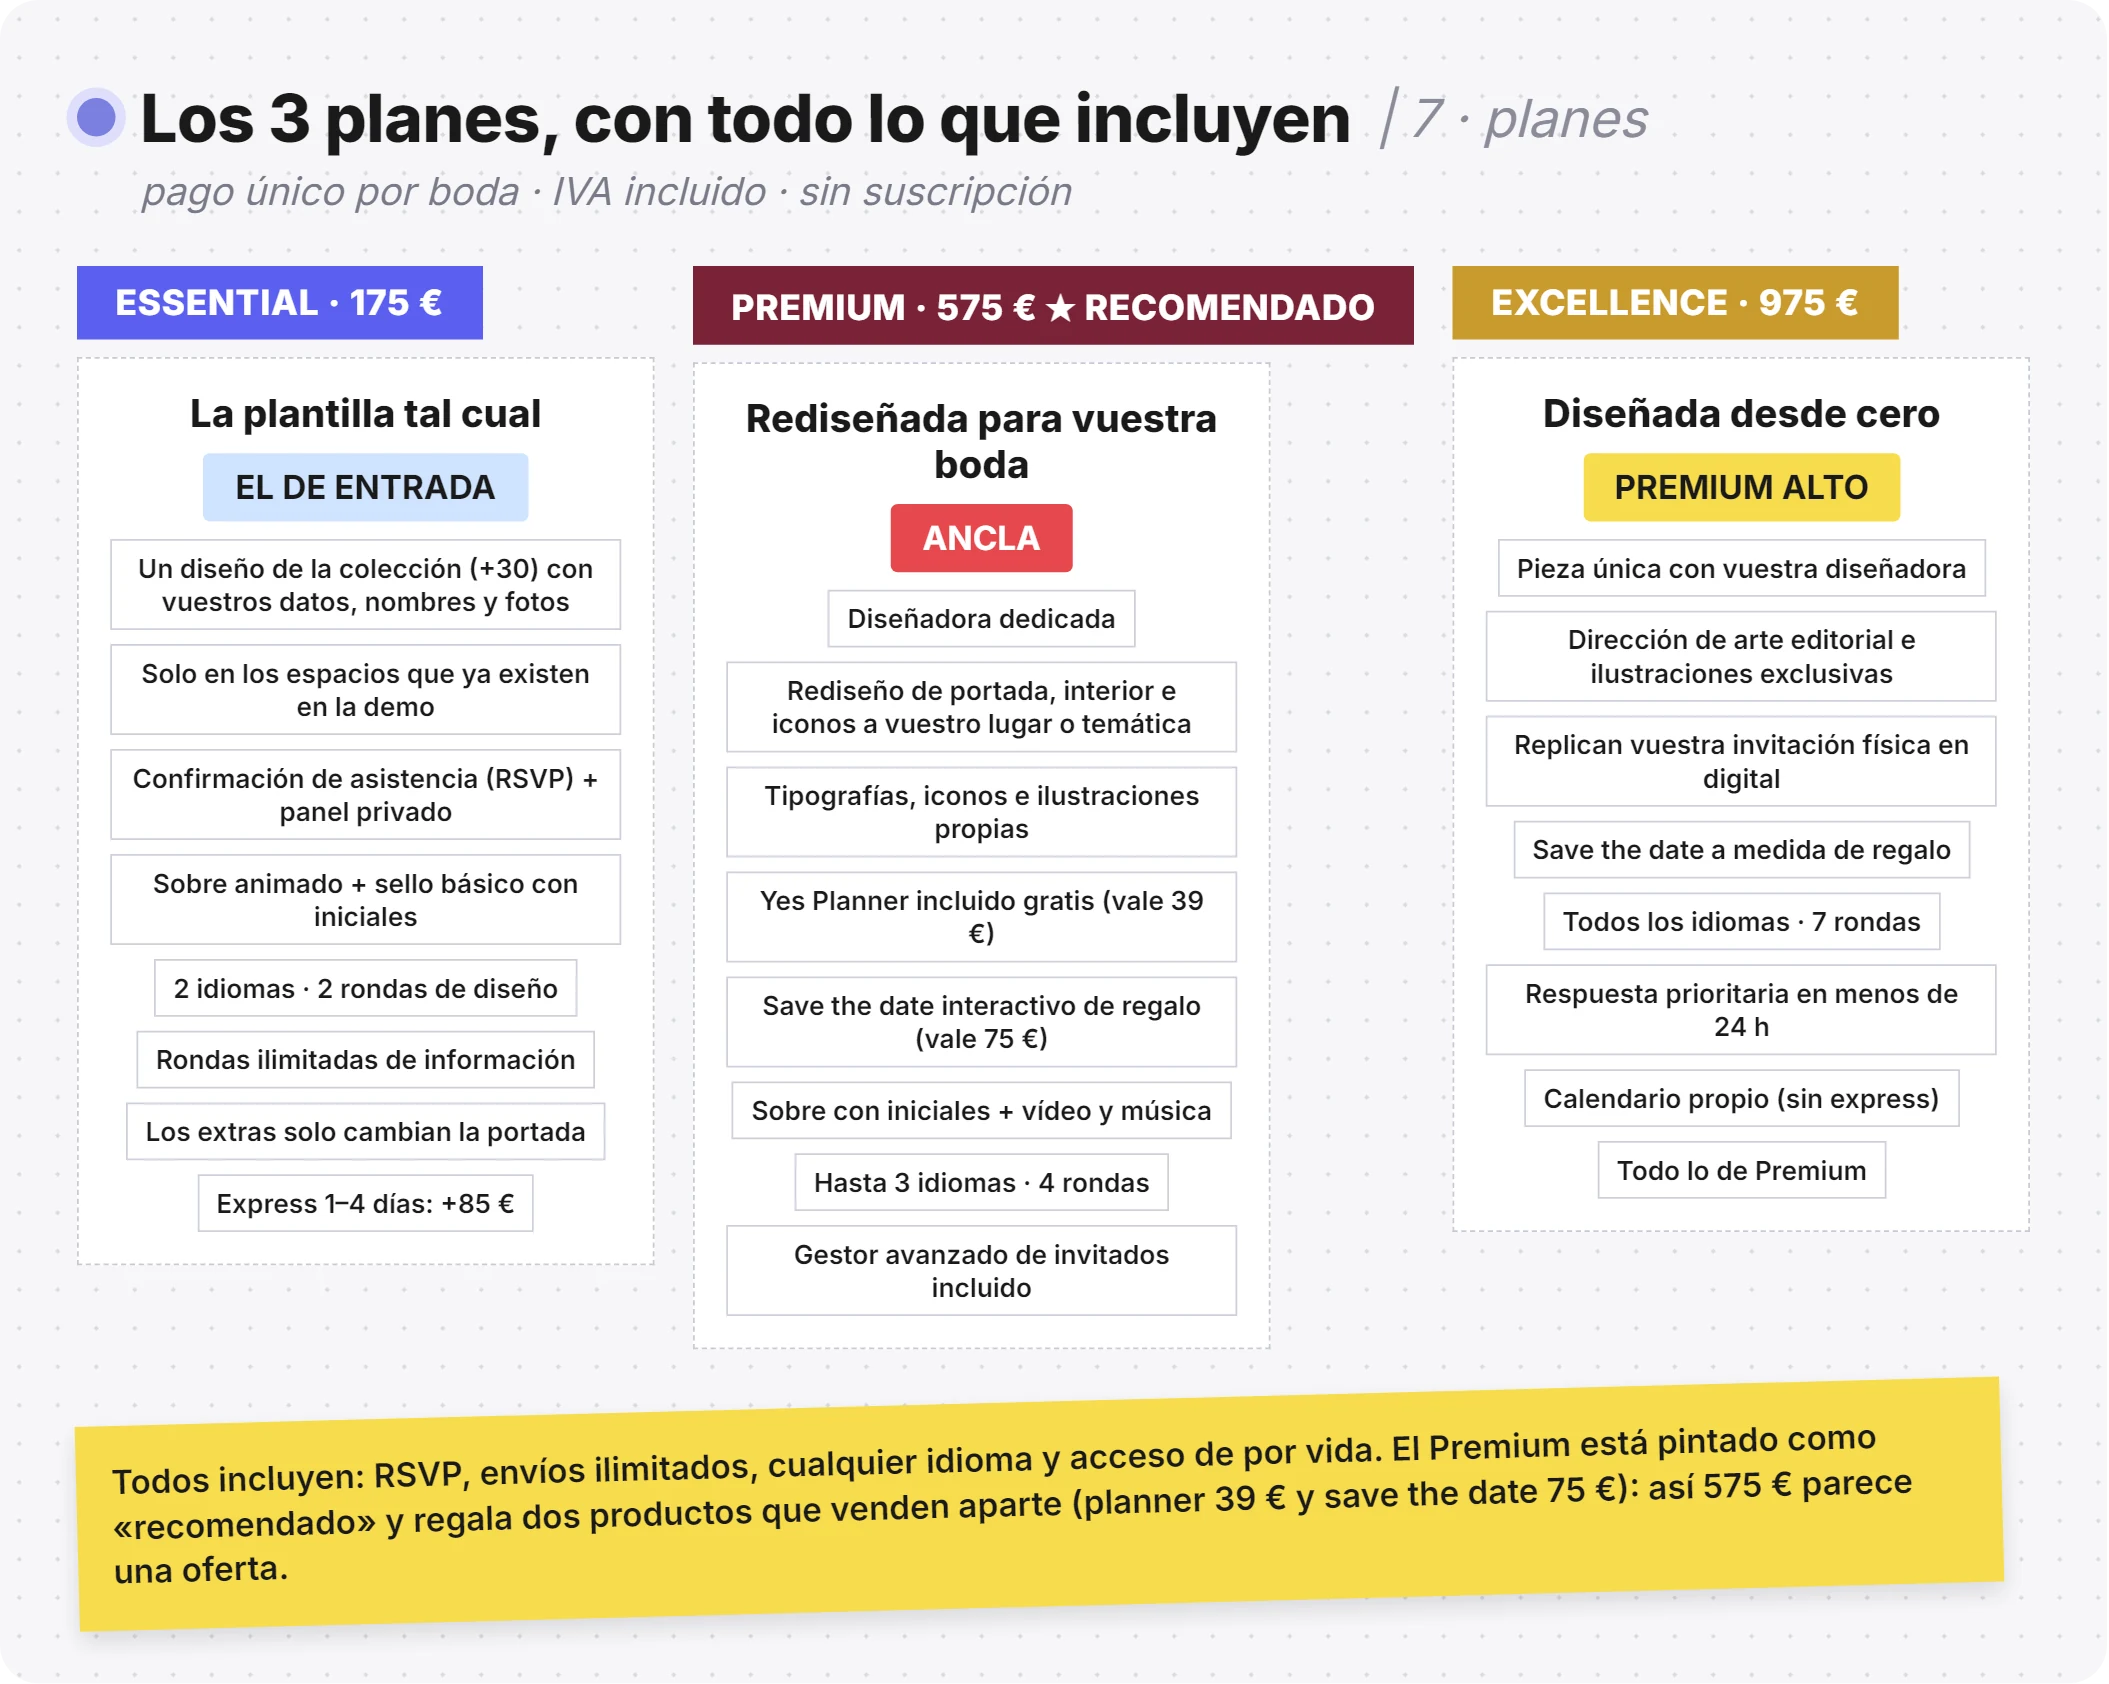 Los 3 planes, con todo lo que incluyen | 7 · planes
pago único por boda · IVA incluido · sin suscripción
ESSENTIAL · 175 €
La plantilla tal cual
EL DE ENTRADA
Un diseño de la colección (+30) con
vuestros datos, nombres y fotos
Solo en los espacios que ya existen
en la demo
Confirmación de asistencia (RSVP) +
panel privado
Sobre animado + sello básico con
iniciales
2 idiomas · 2 rondas de diseño
Rondas ilimitadas de información
Los extras solo cambian la portada
Express 1–4 días: +85 €
PREMIUM · 575 € ★ RECOMENDADO
Rediseñada para vuestra
boda
ANCLA
Diseñadora dedicada
Rediseño de portada, interior e
iconos a vuestro lugar o temática
Tipografías, iconos e ilustraciones
propias
Yes Planner incluido gratis (vale 39
€)
Save the date interactivo de regalo
(vale 75 €)
Sobre con iniciales + vídeo y música
Hasta 3 idiomas · 4 rondas
Gestor avanzado de invitados
incluido
EXCELLENCE · 975 €
Diseñada desde cero
PREMIUM ALTO
Pieza única con vuestra diseñadora
Dirección de arte editorial e
ilustraciones exclusivas
Replican vuestra invitación física en
digital
Save the date a medida de regalo
Todos los idiomas · 7 rondas
Respuesta prioritaria en menos de
24 h
Calendario propio (sin express)
Todo lo de Premium
Todos incluyen: RSVP, envíos ilimitados, cualquier idioma y acceso de por vida. El Premium está pintado como
«recomendado» y regala dos productos que venden aparte (planner 39 € y save the date 75 €): así 575 € parece
una oferta.